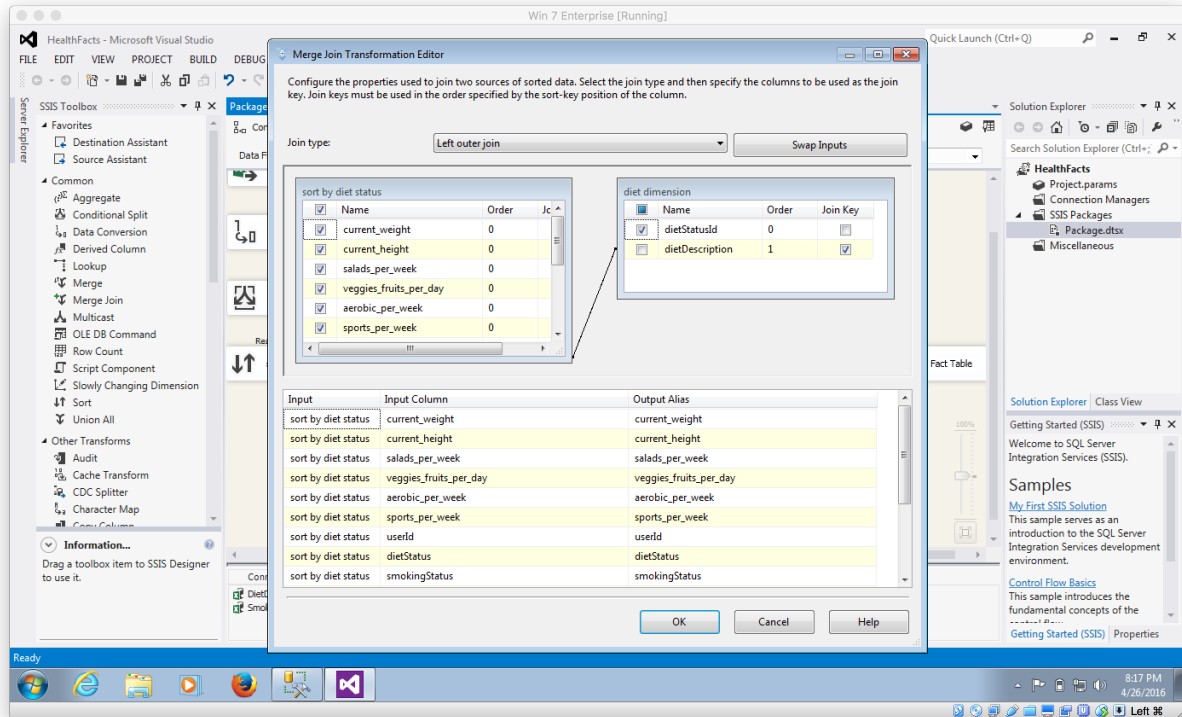 Win 7 Enterprise [Running]
HealthFacts - Microsoft Visual Studio
Quick Launch (Ctrl+Q)
FILE EDIT VIEW PROJECT BUILD DEBUG
Merge Join Transformation Editor
Configure the properties used to join two sources of sorted data. Select the join type and then specify the columns to be used as the join
key. Join keys must be used in the order specified by the sort-key position of the column.
Join type:
Left outer join
Swap Inputs
sort by diet status
Name Order
current_weight 0
current_height 0
salads_per_week 0
veggies_fruits_per_day 0
aerobic_per_week 0
sports_per_week 0
diet dimension
Name Order Join Key
dietStatusId 0
dietDescription 1
Input Input Column Output Alias
sort by diet status current_weight current_weight
sort by diet status current_height current_height
sort by diet status salads_per_week salads_per_week
sort by diet status veggies_fruits_per_day veggies_fruits_per_day
sort by diet status aerobic_per_week aerobic_per_week
sort by diet status sports_per_week sports_per_week
sort by diet status userId userId
sort by diet status dietStatus dietStatus
sort by diet status smokingStatus smokingStatus
OK Cancel Help
Server Explorer
SSIS Toolbox
Favorites
Destination Assistant
Source Assistant
Common
Aggregate
Conditional Split
Data Conversion
Derived Column
Lookup
Merge
Merge Join
Multicast
OLE DB Command
Row Count
Script Component
Slowly Changing Dimension
Sort
Union All
Other Transforms
Audit
Cache Transform
CDC Splitter
Character Map
Copy Column
Information...
Drag a toolbox item to SSIS Designer
to use it.
Package
Data F
Fact Table
100%
Solution Explorer
Search Solution Explorer (Ctrl+;
HealthFacts
Project.params
Connection Managers
SSIS Packages
Package.dtsx
Miscellaneous
Solution Explorer Class View
Getting Started (SSIS)
Welcome to SQL Server
Integration Services (SSIS).
Samples
My First SSIS Solution
This sample serves as an
introduction to the SQL Server
Integration Services development
environment.
Control Flow Basics
This sample introduces the
fundamental concepts of the
Getting Started (SSIS) Properties
Ready
8:17 PM
4/26/2016
Left ⌘